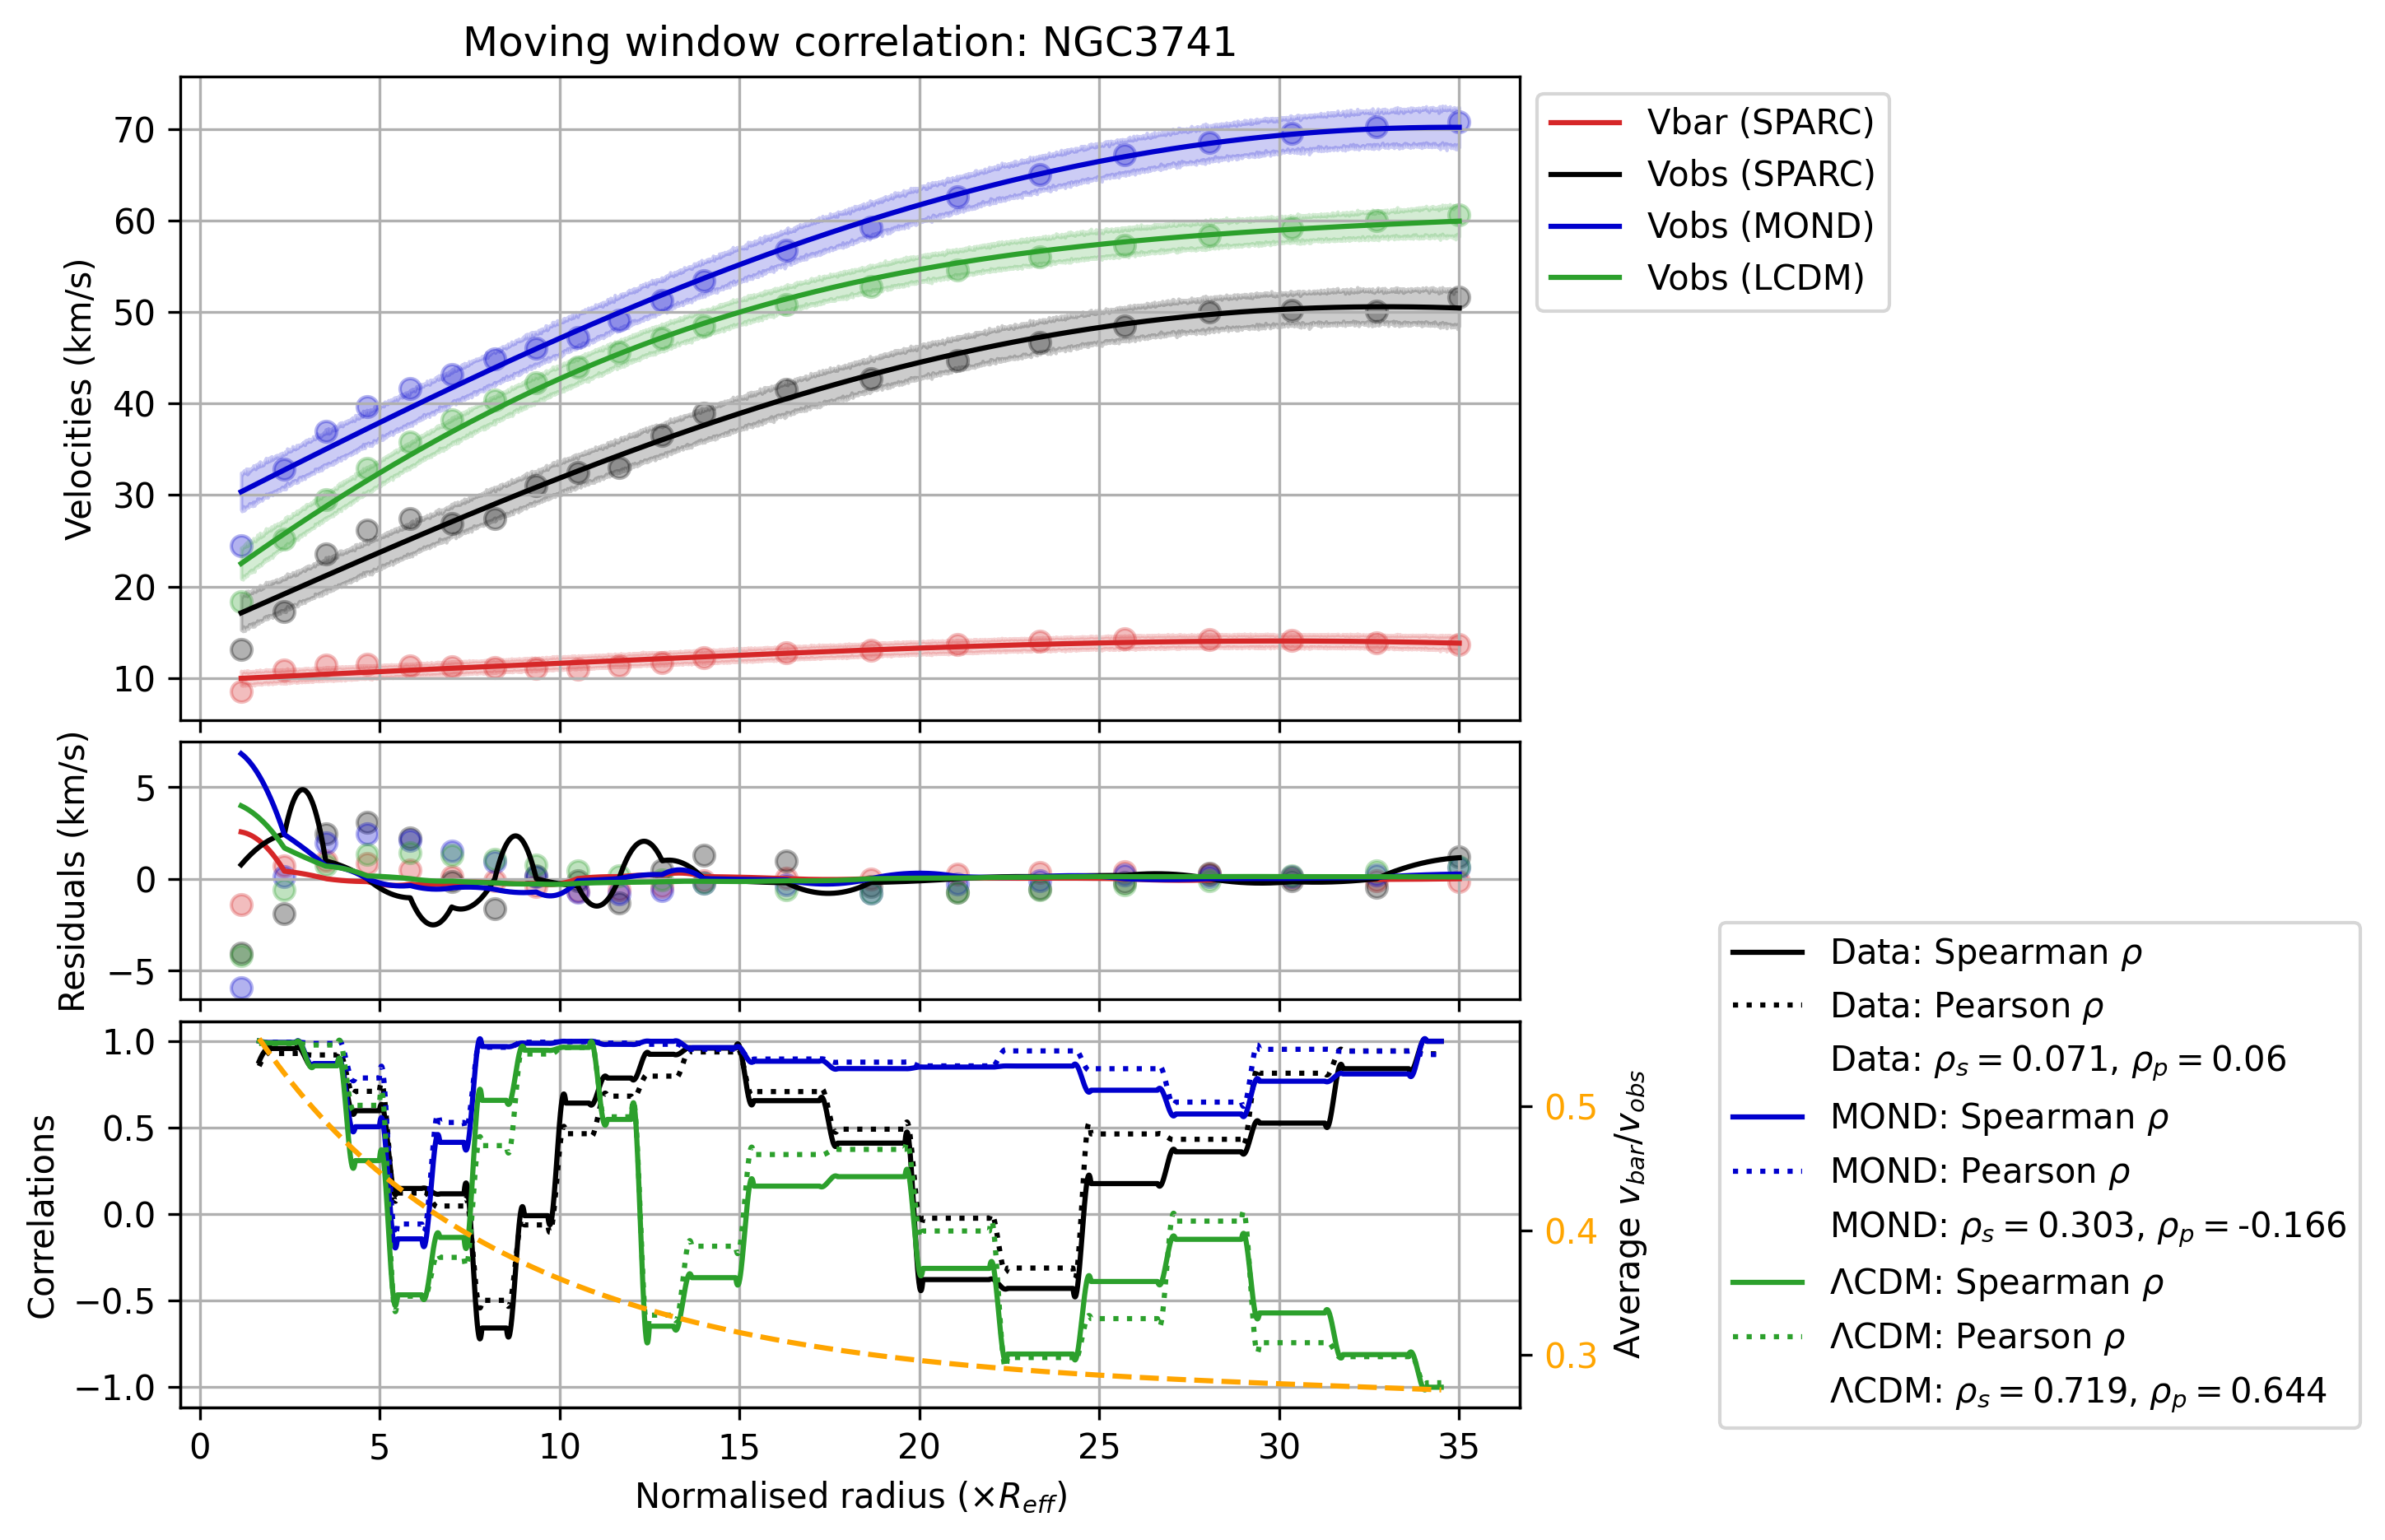 Moving window correlation: NGC3741
Velocities (km/s)
70
60
50
40
30
20
10
Vbar (SPARC)
Vobs (SPARC)
Vobs (MOND)
Vobs (LCDM)
Residuals (km/s)
5
0
−5
Correlations
1.0
0.5
0.0
−0.5
−1.0
0.5
0.4
0.3
Average v_bar/v_obs
0 5 10 15 20 25 30 35
Normalised radius (×R_eff)
Data: Spearman ρ
Data: Pearson ρ
Data: ρ_s = 0.071, ρ_p = 0.06
MOND: Spearman ρ
MOND: Pearson ρ
MOND: ρ_s = 0.303, ρ_p = -0.166
ΛCDM: Spearman ρ
ΛCDM: Pearson ρ
ΛCDM: ρ_s = 0.719, ρ_p = 0.644